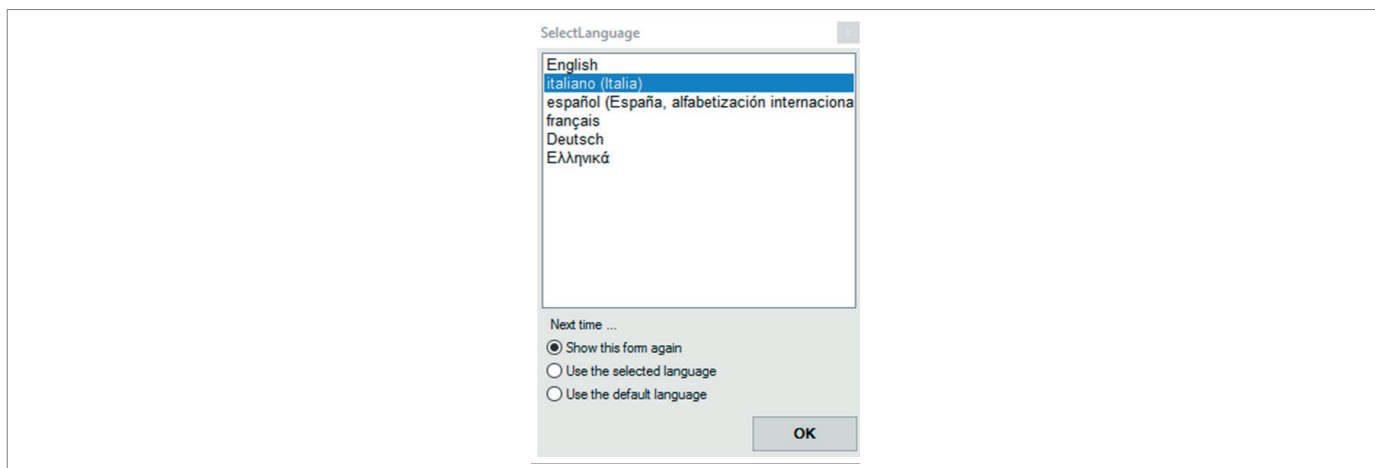 SelectLanguage
x
English
italiano (Italia)
español (España, alfabetización internaciona
français
Deutsch
Ελληνικά
Next time ...
Show this form again
Use the selected language
Use the default language
OK